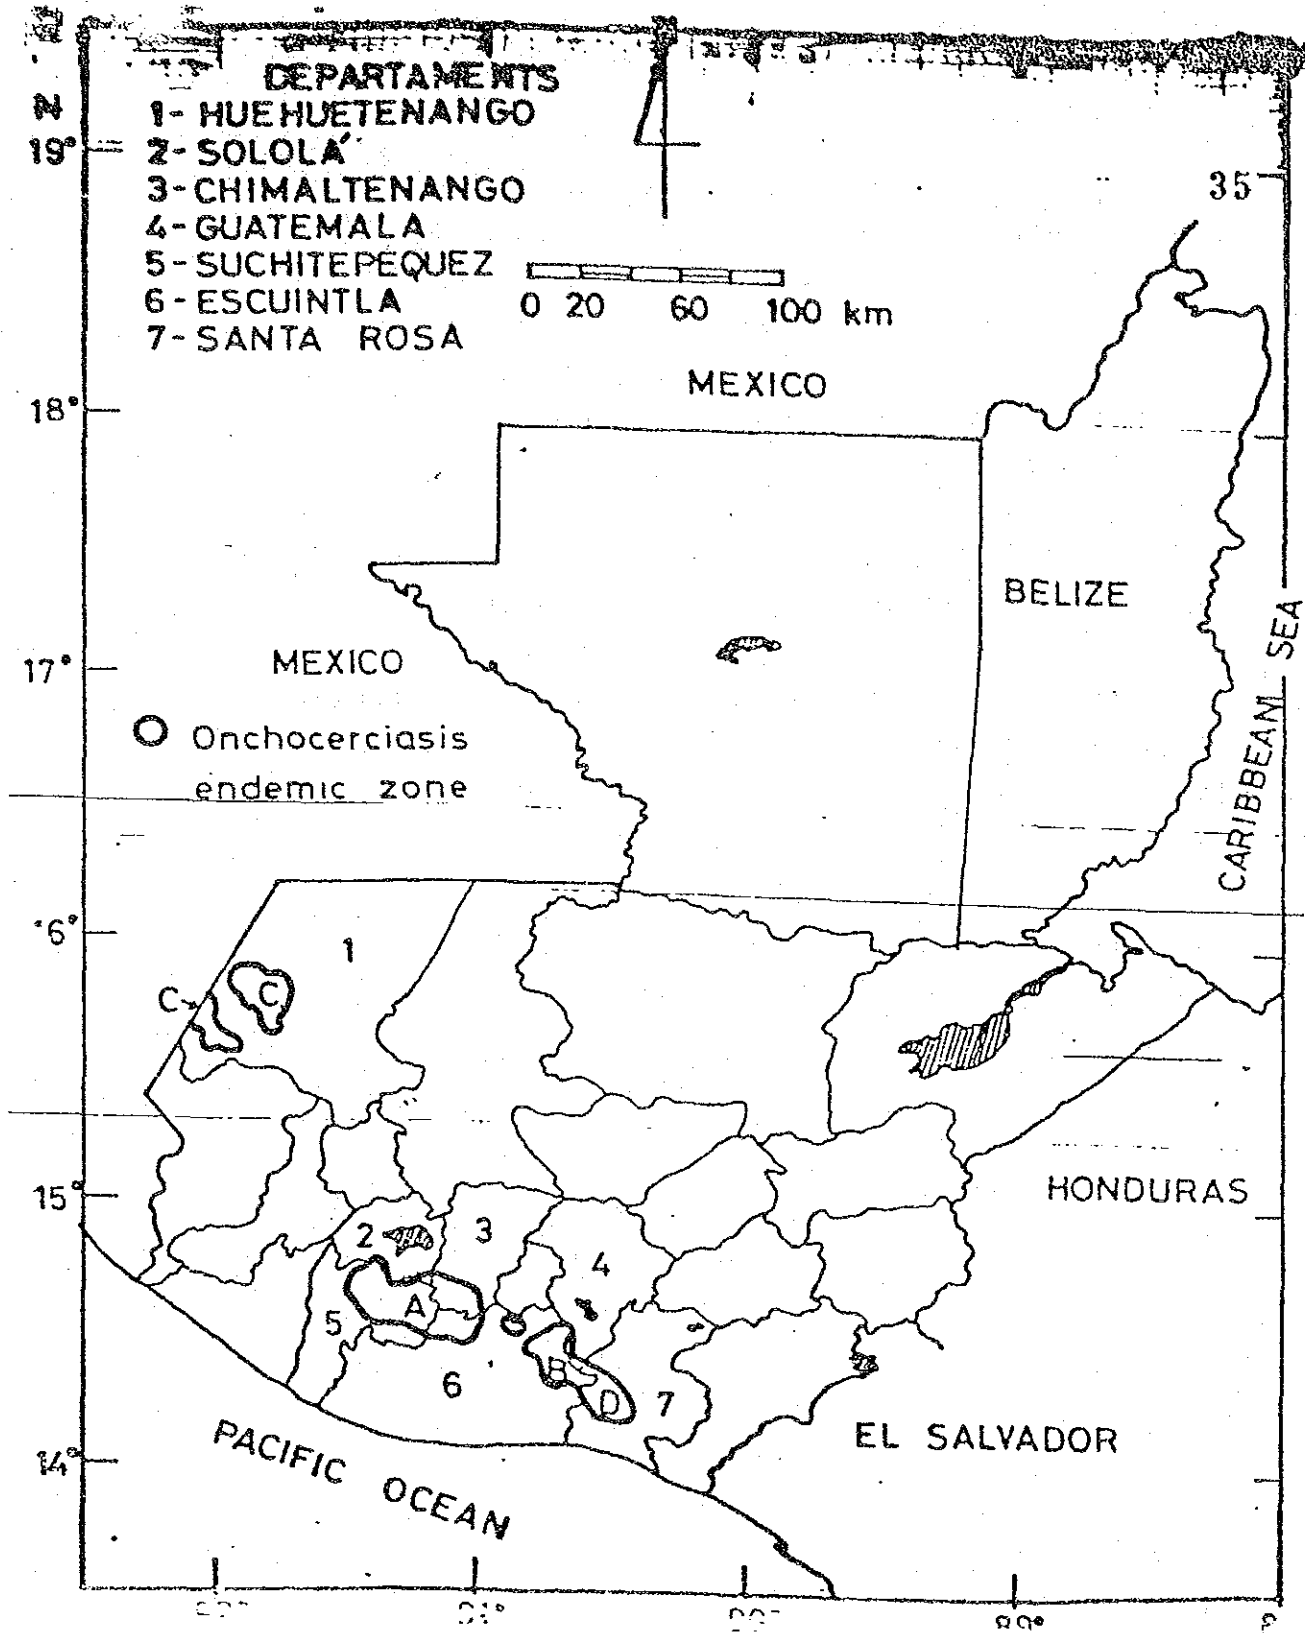 DEPARTAMENTS
1- HUEHUETENANGO
2- SOLOLÁ
3- CHIMALTENANGO
4- GUATEMALA
5- SUCHITEPEQUEZ
6- ESCUINTLA
7- SANTA ROSA
N
19°
35
0 20 60 100 km
MEXICO
18°
BELIZE
MEXICO
17°
CARIBBEAN SEA
O Onchocerciasis
endemic zone
6°
1
C
C
15°
HONDURAS
2
3
4
A
5
B
6
D
7
EL SALVADOR
14°
PACIFIC OCEAN
89°